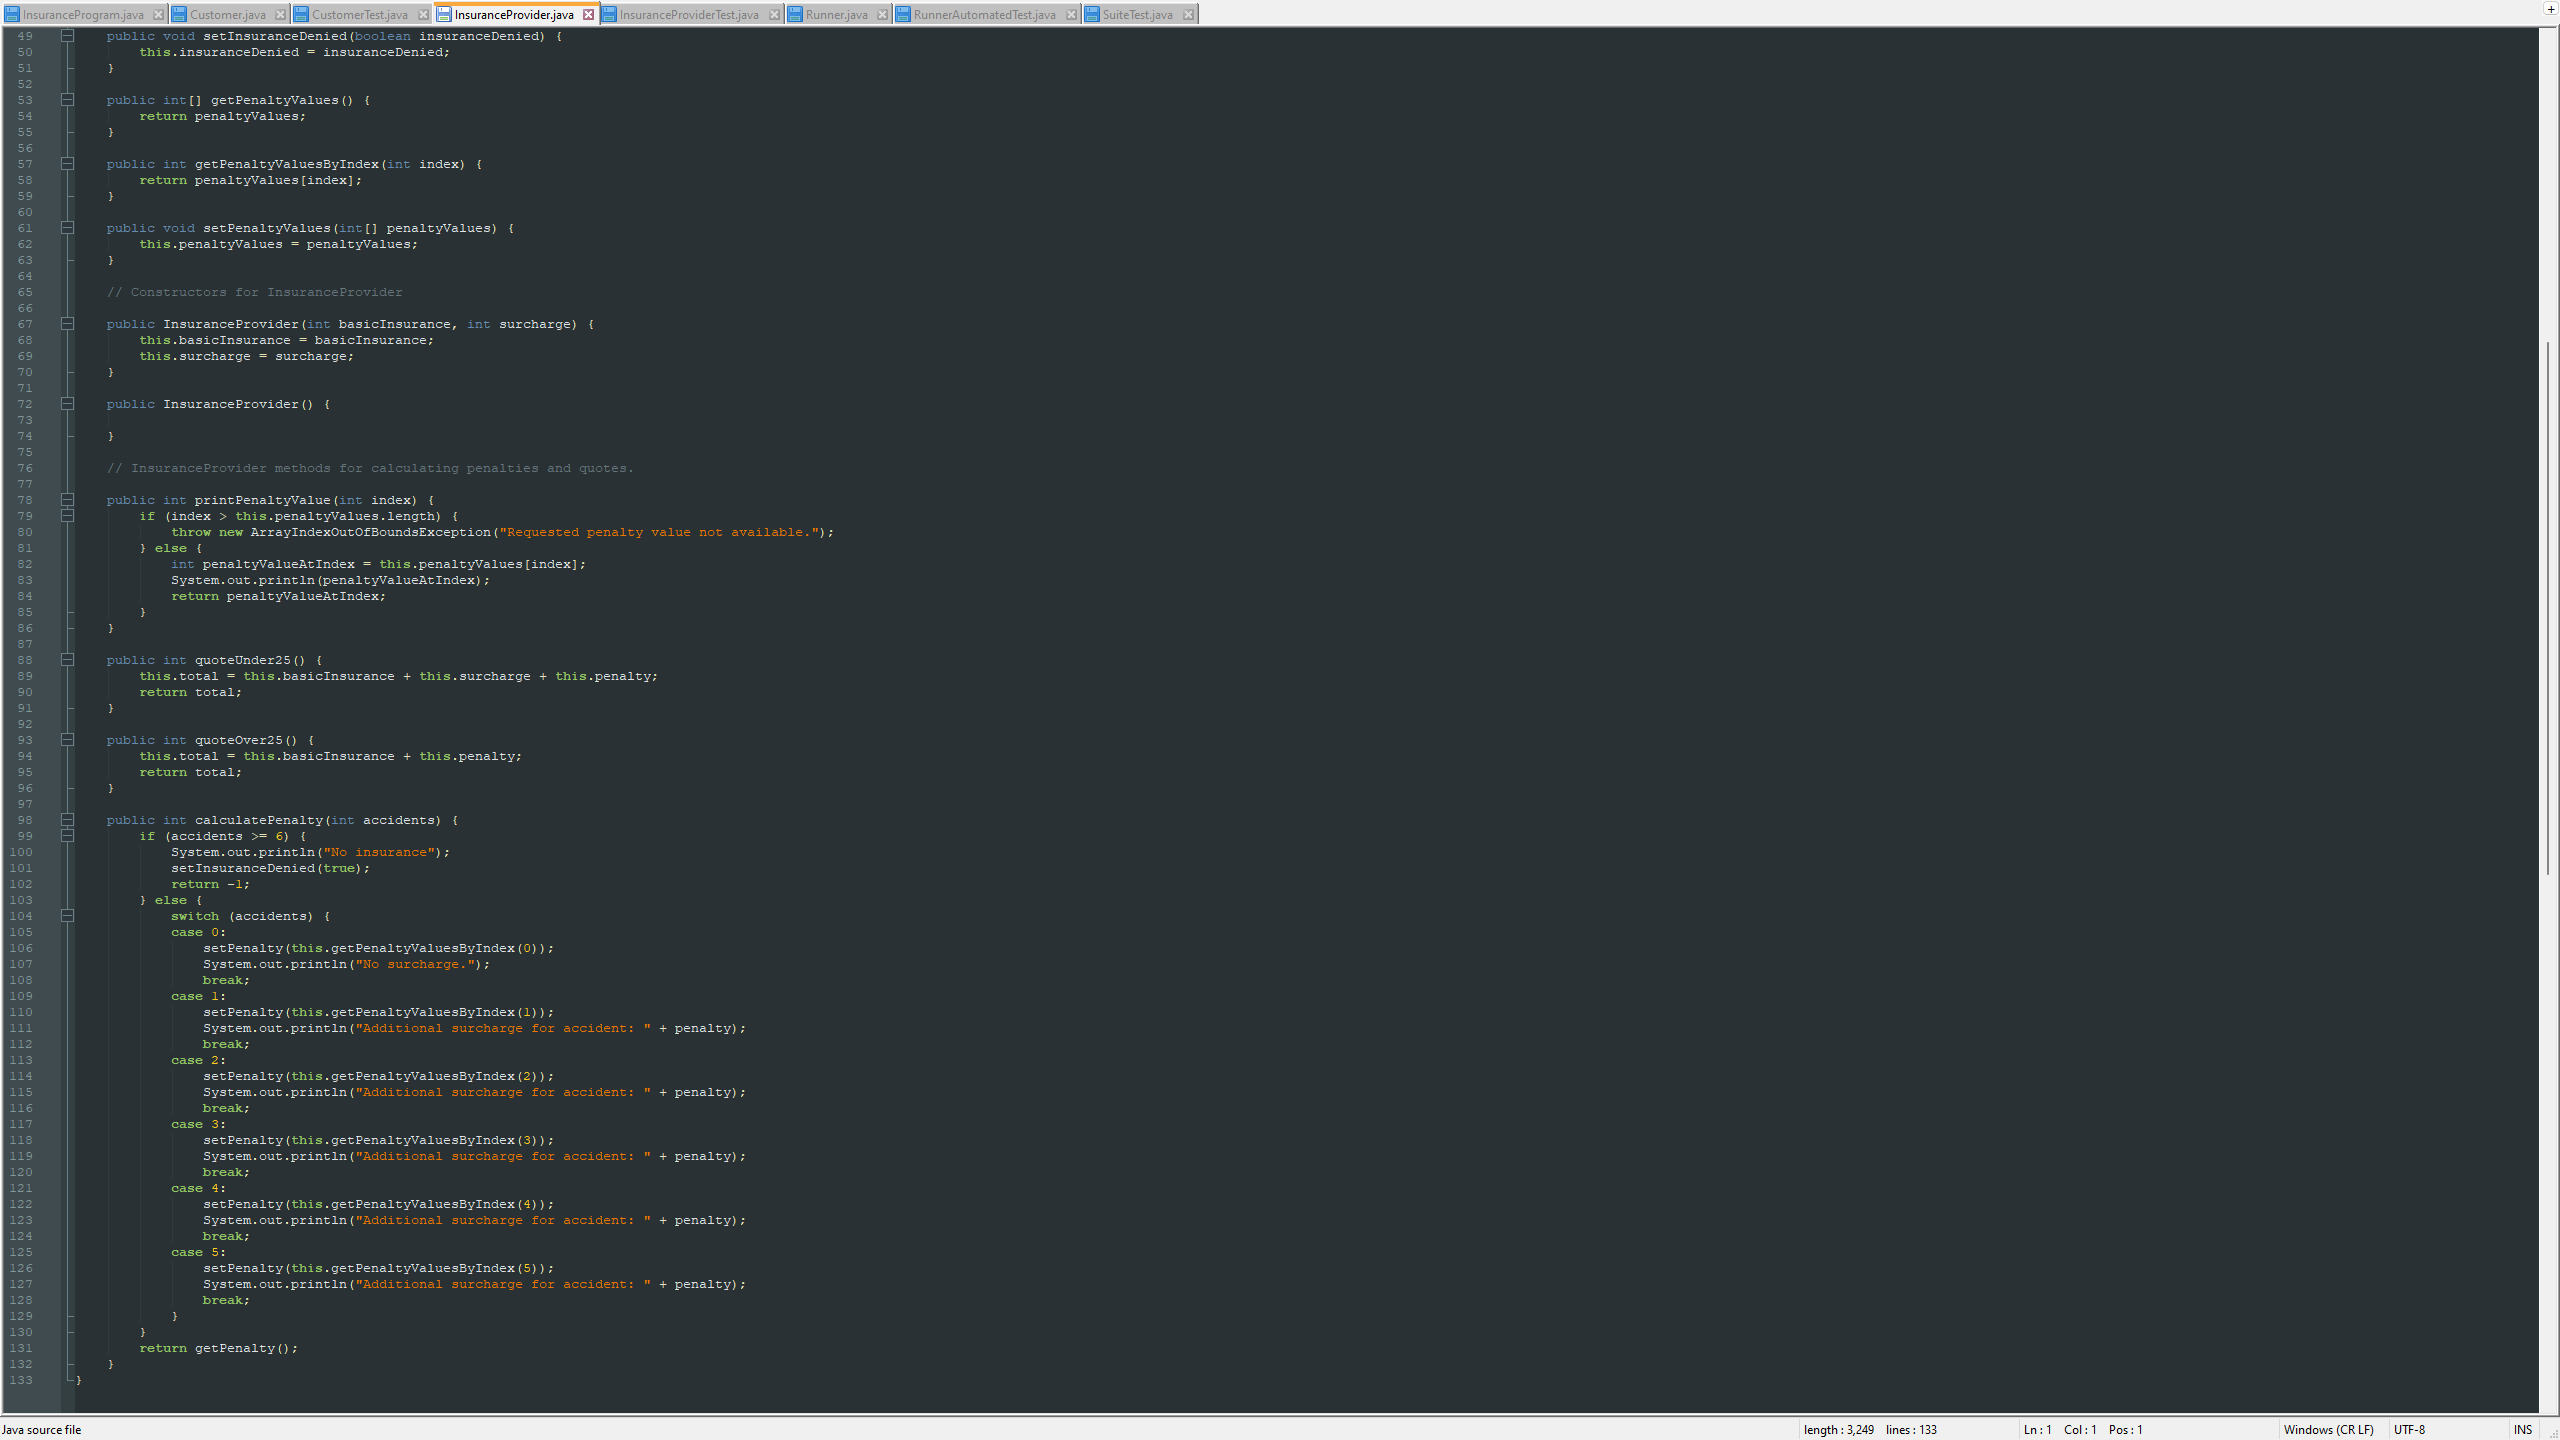 InsuranceProgram.java Customer.java CustomerTest.java InsuranceProvider.java InsuranceProviderTest.java Runner.java RunnerAutomatedTest.java SuiteTest.java +
49 public void setInsuranceDenied(boolean insuranceDenied) {
50 this.insuranceDenied = insuranceDenied;
51 }
52
53 public int[] getPenaltyValues() {
54 return penaltyValues;
55 }
56
57 public int getPenaltyValuesByIndex(int index) {
58 return penaltyValues[index];
59 }
60
61 public void setPenaltyValues(int[] penaltyValues) {
62 this.penaltyValues = penaltyValues;
63 }
64
65 // Constructors for InsuranceProvider
66
67 public InsuranceProvider(int basicInsurance, int surcharge) {
68 this.basicInsurance = basicInsurance;
69 this.surcharge = surcharge;
70 }
71
72 public InsuranceProvider() {
73
74 }
75
76 // InsuranceProvider methods for calculating penalties and quotes.
77
78 public int printPenaltyValue(int index) {
79 if (index > this.penaltyValues.length) {
80 throw new ArrayIndexOutOfBoundsException("Requested penalty value not available.");
81 } else {
82 int penaltyValueAtIndex = this.penaltyValues[index];
83 System.out.println(penaltyValueAtIndex);
84 return penaltyValueAtIndex;
85 }
86 }
87
88 public int quoteUnder25() {
89 this.total = this.basicInsurance + this.surcharge + this.penalty;
90 return total;
91 }
92
93 public int quoteOver25() {
94 this.total = this.basicInsurance + this.penalty;
95 return total;
96 }
97
98 public int calculatePenalty(int accidents) {
99 if (accidents >= 6) {
100 System.out.println("No insurance");
101 setInsuranceDenied(true);
102 return -1;
103 } else {
104 switch (accidents) {
105 case 0:
106 setPenalty(this.getPenaltyValuesByIndex(0));
107 System.out.println("No surcharge.");
108 break;
109 case 1:
110 setPenalty(this.getPenaltyValuesByIndex(1));
111 System.out.println("Additional surcharge for accident: " + penalty);
112 break;
113 case 2:
114 setPenalty(this.getPenaltyValuesByIndex(2));
115 System.out.println("Additional surcharge for accident: " + penalty);
116 break;
117 case 3:
118 setPenalty(this.getPenaltyValuesByIndex(3));
119 System.out.println("Additional surcharge for accident: " + penalty);
120 break;
121 case 4:
122 setPenalty(this.getPenaltyValuesByIndex(4));
123 System.out.println("Additional surcharge for accident: " + penalty);
124 break;
125 case 5:
126 setPenalty(this.getPenaltyValuesByIndex(5));
127 System.out.println("Additional surcharge for accident: " + penalty);
128 break;
129 }
130 }
131 return getPenalty();
132 }
133 }
Java source file length : 3,249 lines : 133 Ln : 1 Col : 1 Pos : 1 Windows (CR LF) UTF-8 INS